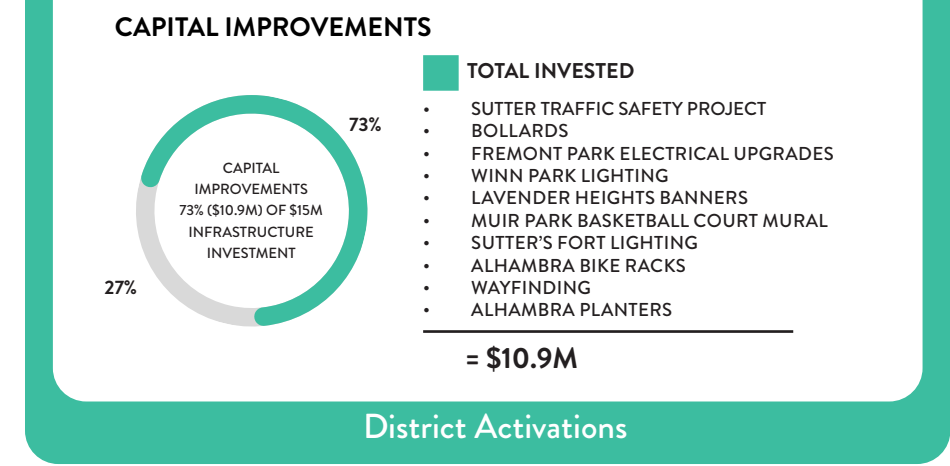 CAPITAL IMPROVEMENTS
TOTAL INVESTED
73%
CAPITAL
IMPROVEMENTS
73% ($10.9M) OF $15M
INFRASTRUCTURE
INVESTMENT
27%
• SUTTER TRAFFIC SAFETY PROJECT
• BOLLARDS
• FREMONT PARK ELECTRICAL UPGRADES
• WINN PARK LIGHTING
• LAVENDER HEIGHTS BANNERS
• MUIR PARK BASKETBALL COURT MURAL
• SUTTER'S FORT LIGHTING
• ALHAMBRA BIKE RACKS
• WAYFINDING
• ALHAMBRA PLANTERS
= $10.9M
District Activations